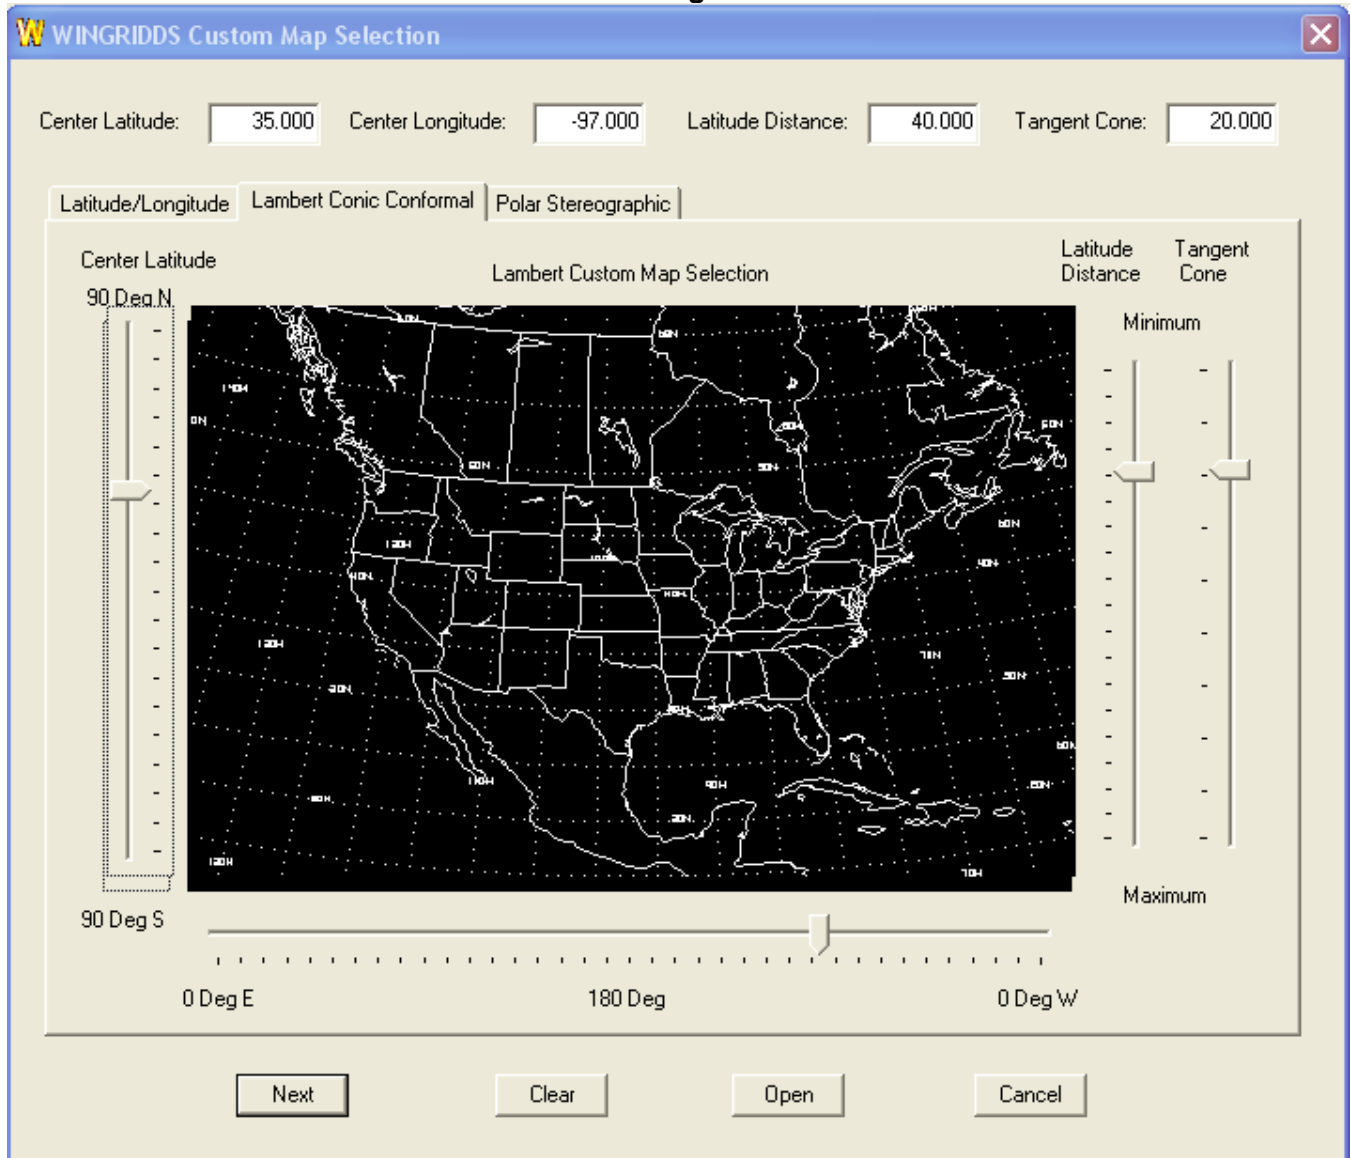 WINGRIDDS Custom Map Selection
Center Latitude: 35.000 Center Longitude: -97.000 Latitude Distance: 40.000 Tangent Cone: 20.000
Latitude/Longitude Lambert Conic Conformal Polar Stereographic
Center Latitude
Lambert Custom Map Selection
Latitude Distance
Tangent Cone
90 Deg N
Minimum
Maximum
90 Deg S
0 Deg E 180 Deg 0 Deg W
Next Clear Open Cancel